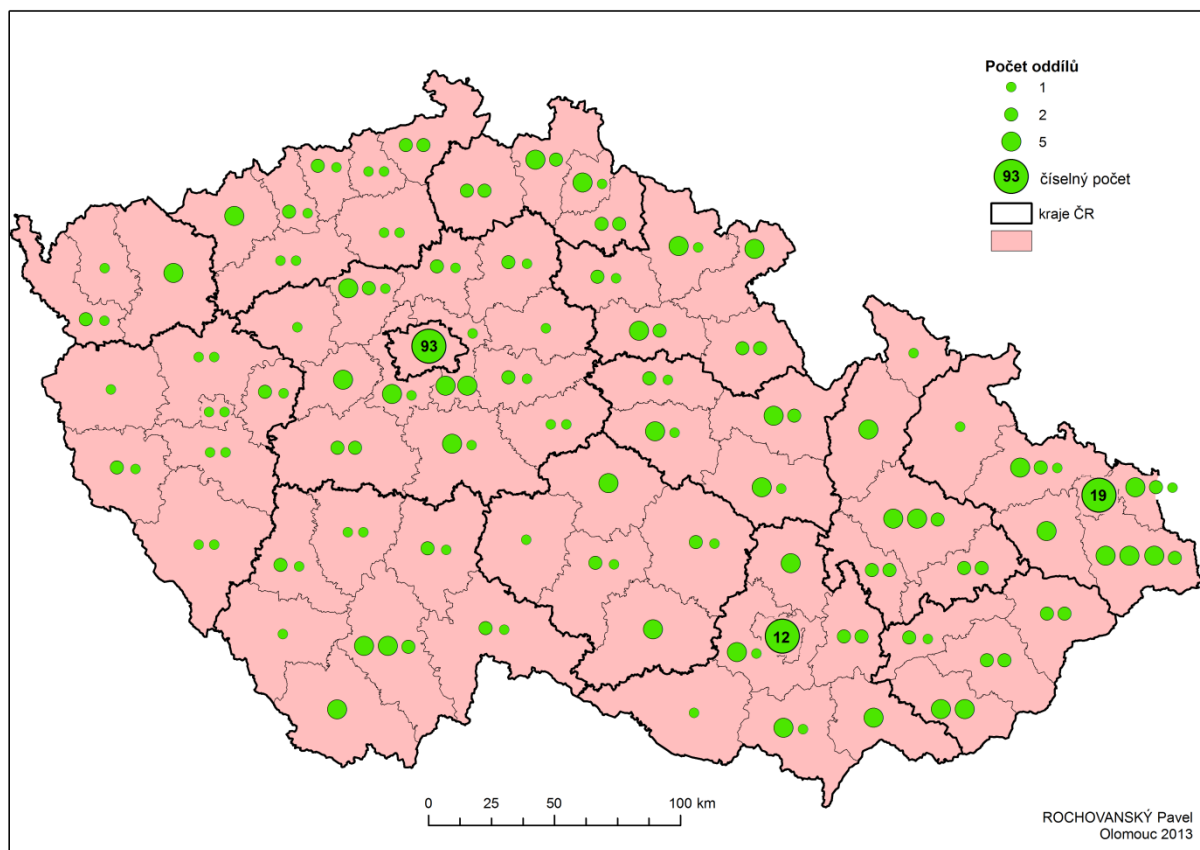 Počet oddílů
1
2
5
93 číselný počet
kraje ČR
93
19
12
0 25 50 100 km
ROCHOVANSKÝ Pavel
Olomouc 2013